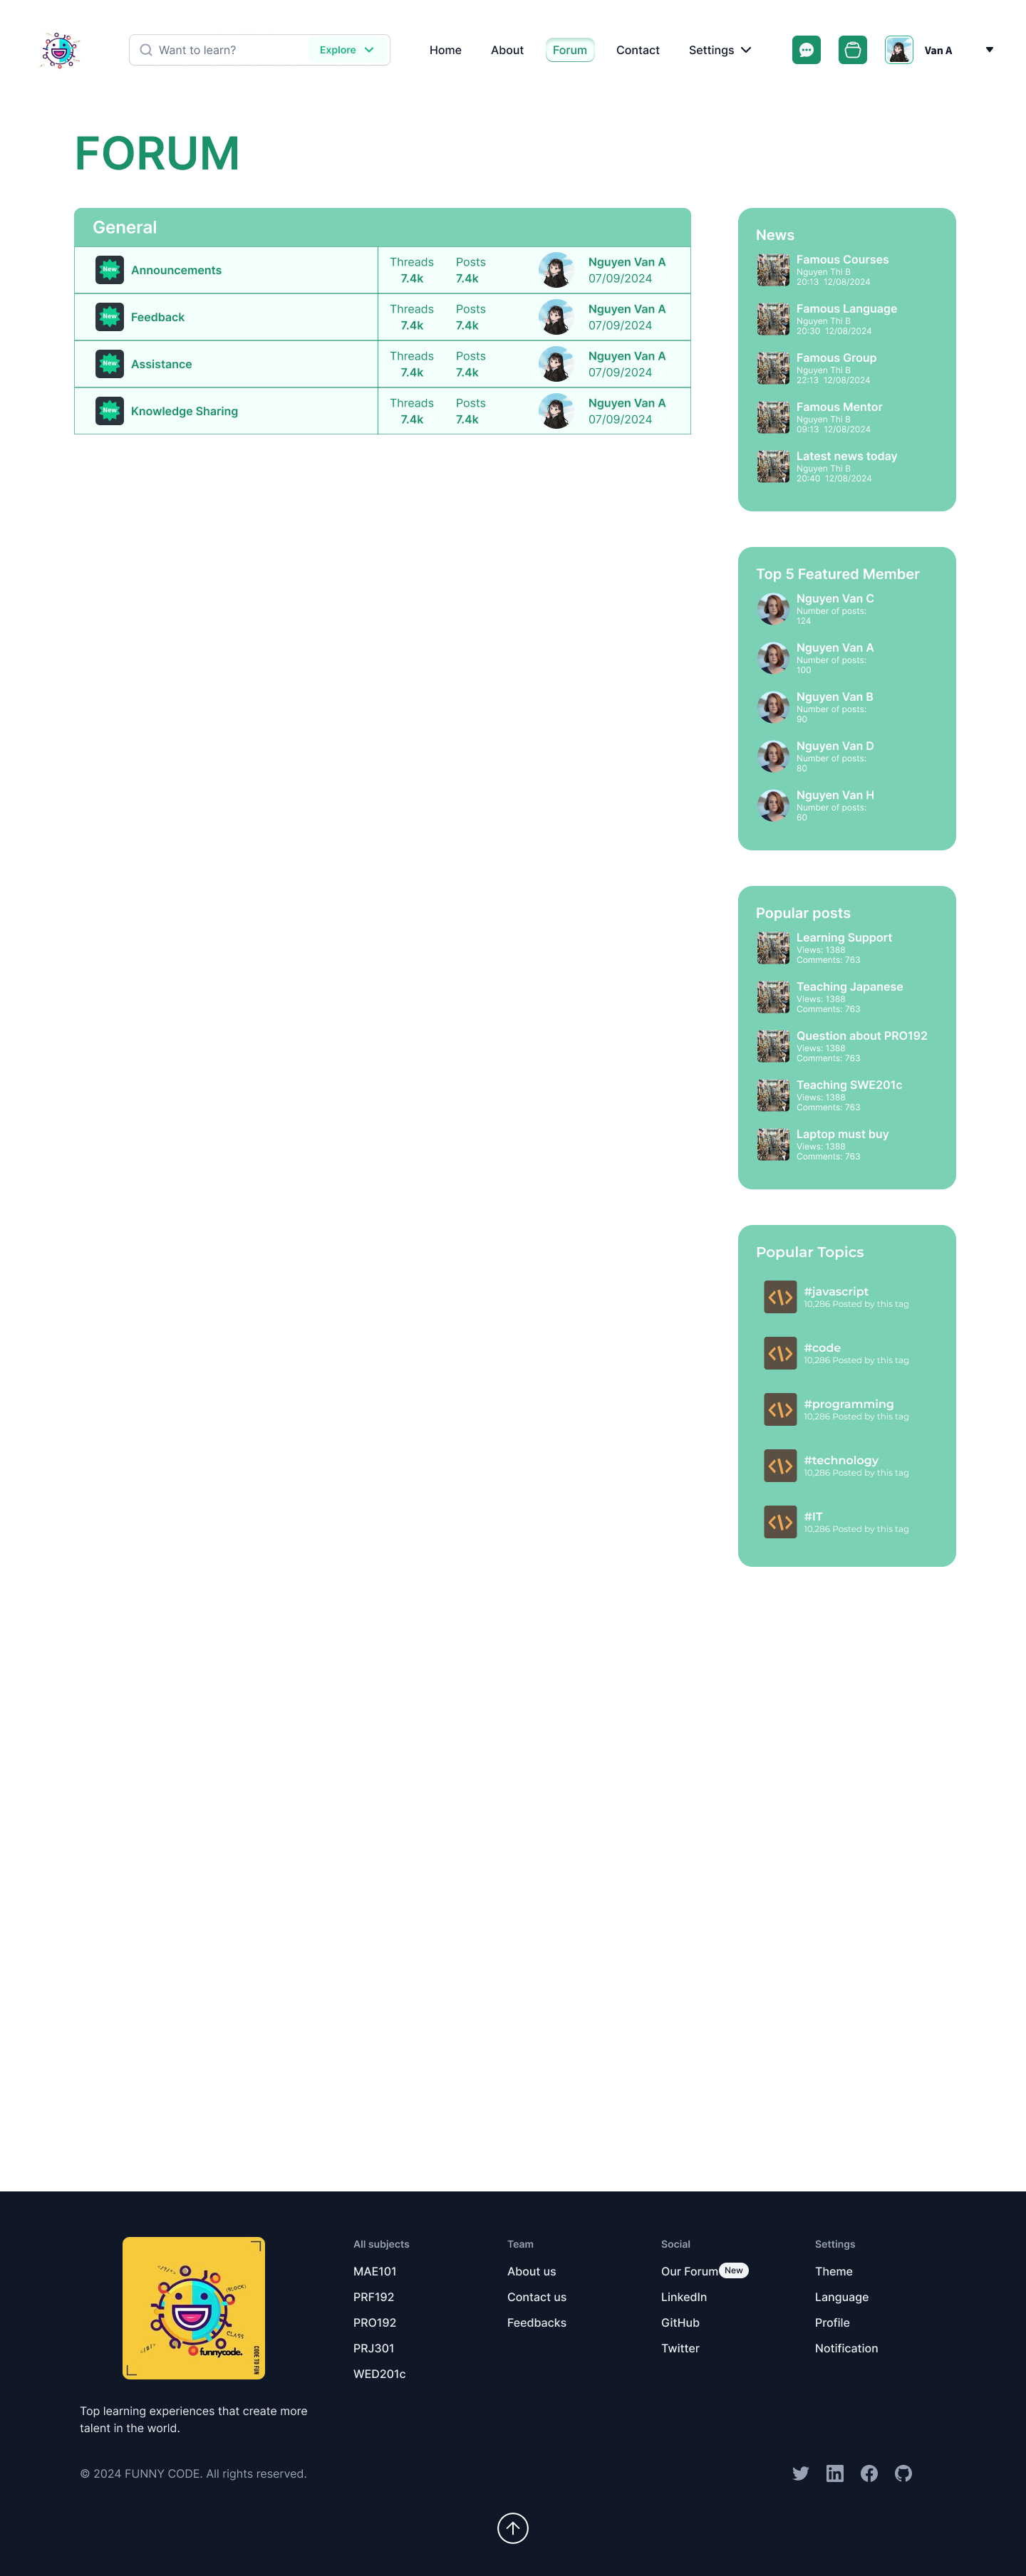 Want to learn?
Explore
Home
About
Forum
Contact
Settings
Van A
FORUM
General
New
Announcements
Threads
7.4k
Posts
7.4k
Nguyen Van A
07/09/2024
New
Feedback
Threads
7.4k
Posts
7.4k
Nguyen Van A
07/09/2024
New
Assistance
Threads
7.4k
Posts
7.4k
Nguyen Van A
07/09/2024
New
Knowledge Sharing
Threads
7.4k
Posts
7.4k
Nguyen Van A
07/09/2024
News
Famous Courses
Nguyen Thi B
20:13 12/08/2024
Famous Language
Nguyen Thi B
20:30 12/08/2024
Famous Group
Nguyen Thi B
22:13 12/08/2024
Famous Mentor
Nguyen Thi B
09:13 12/08/2024
Latest news today
Nguyen Thi B
20:40 12/08/2024
Top 5 Featured Member
Nguyen Van C
Number of posts:
124
Nguyen Van A
Number of posts:
100
Nguyen Van B
Number of posts:
90
Nguyen Van D
Number of posts:
80
Nguyen Van H
Number of posts:
60
Popular posts
Learning Support
Views: 1388
Comments: 763
Teaching Japanese
Views: 1388
Comments: 763
Question about PRO192
Views: 1388
Comments: 763
Teaching SWE201c
Views: 1388
Comments: 763
Laptop must buy
Views: 1388
Comments: 763
Popular Topics
#javascript
10,286 Posted by this tag
#code
10,286 Posted by this tag
#programming
10,286 Posted by this tag
#technology
10,286 Posted by this tag
#IT
10,286 Posted by this tag
(BLOCK)
CLASS
funnycode.
CODE TO FUN
Top learning experiences that create more
talent in the world.
All subjects
MAE101
PRF192
PRO192
PRJ301
WED201c
Team
About us
Contact us
Feedbacks
Social
Our Forum New
LinkedIn
GitHub
Twitter
Settings
Theme
Language
Profile
Notification
© 2024 FUNNY CODE. All rights reserved.